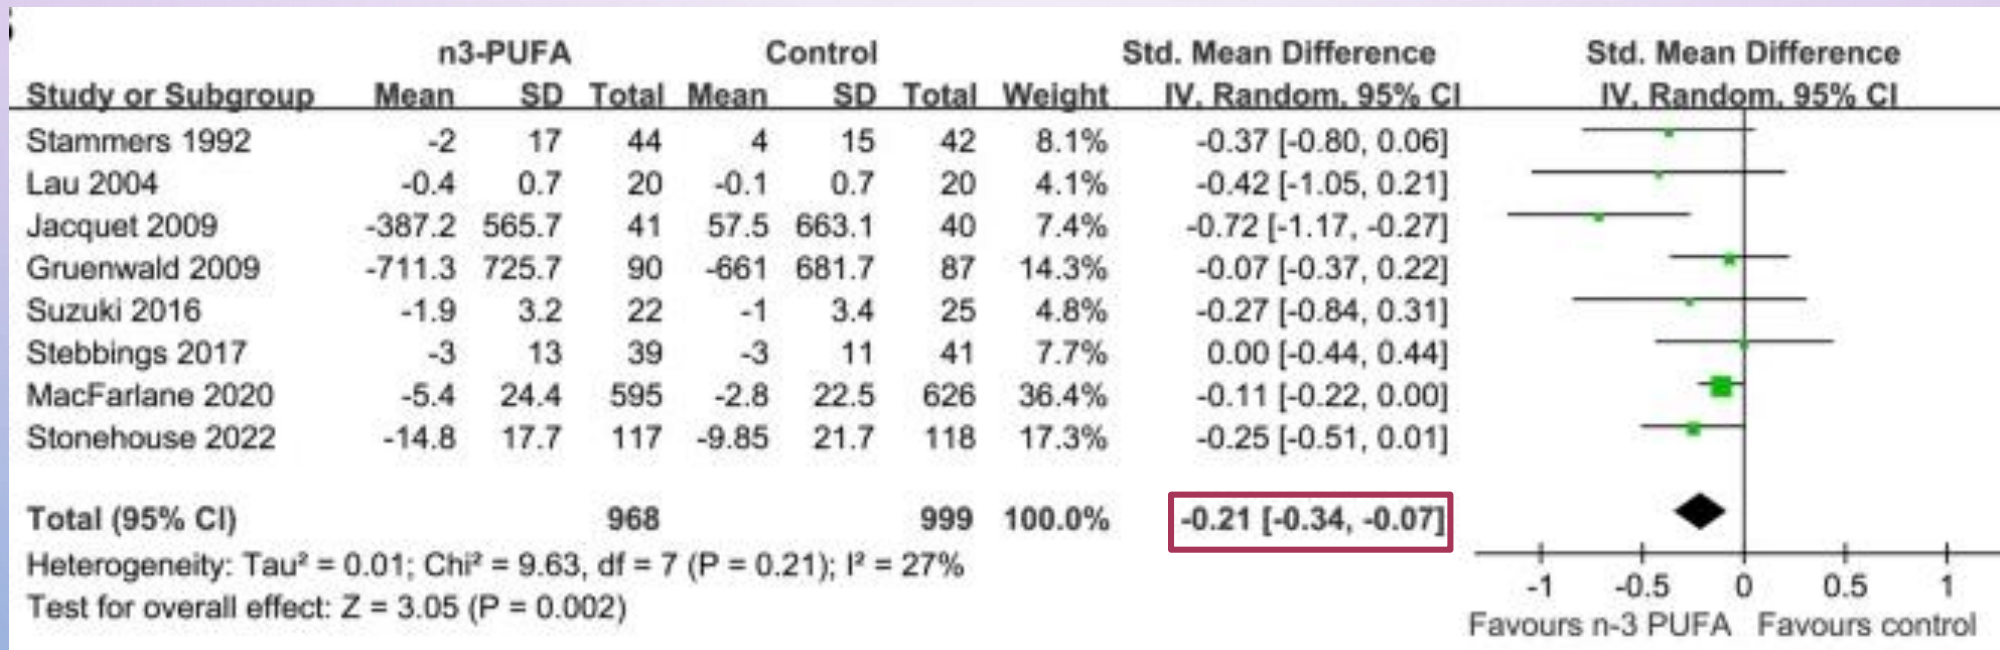 n3-PUFA Control Std. Mean Difference Std. Mean Difference
Study or Subgroup Mean SD Total Mean SD Total Weight IV, Random, 95% CI IV, Random, 95% CI
Stammers 1992 -2 17 44 4 15 42 8.1% -0.37 [-0.80, 0.06]
Lau 2004 -0.4 0.7 20 -0.1 0.7 20 4.1% -0.42 [-1.05, 0.21]
Jacquet 2009 -387.2 565.7 41 57.5 663.1 40 7.4% -0.72 [-1.17, -0.27]
Gruenwald 2009 -711.3 725.7 90 -661 681.7 87 14.3% -0.07 [-0.37, 0.22]
Suzuki 2016 -1.9 3.2 22 -1 3.4 25 4.8% -0.27 [-0.84, 0.31]
Stebbings 2017 -3 13 39 -3 11 41 7.7% 0.00 [-0.44, 0.44]
MacFarlane 2020 -5.4 24.4 595 -2.8 22.5 626 36.4% -0.11 [-0.22, 0.00]
Stonehouse 2022 -14.8 17.7 117 -9.85 21.7 118 17.3% -0.25 [-0.51, 0.01]
Total (95% CI) 968 999 100.0% -0.21 [-0.34, -0.07]
Heterogeneity: Tau² = 0.01; Chi² = 9.63, df = 7 (P = 0.21); I² = 27%
Test for overall effect: Z = 3.05 (P = 0.002)
-1 -0.5 0 0.5 1
Favours n-3 PUFA Favours control